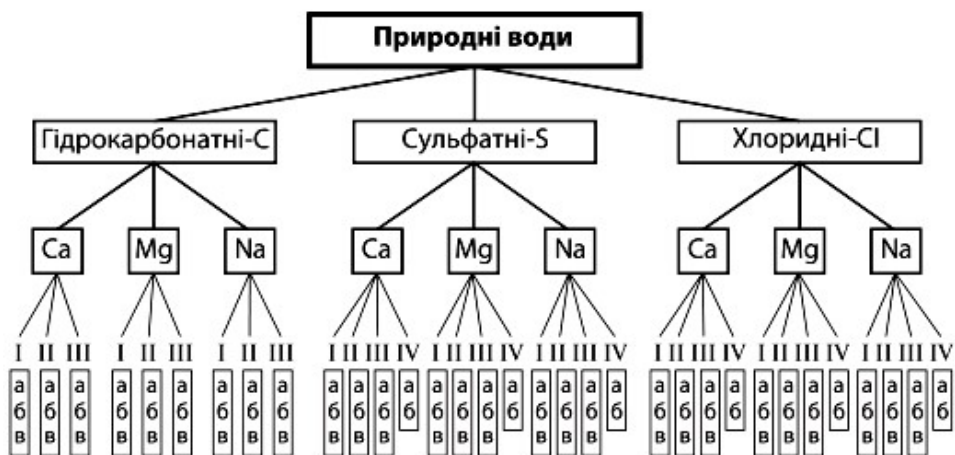 Природні води
Гідрокарбонатні-С Сульфатні-S Хлоридні-Cl
Ca Mg Na Ca Mg Na Ca Mg Na
I II III I II III I II III I II III IV I II III IV I II III IV I II III IV I II III IV I II III IV
а а а а а а а а а а а а а а а а а а а а а а а а а а а а а а а а а
б б б б б б б б б б б б б б б б б б б б б б б б б б б б б б б б б
в в в в в в в в в в в в в в в в в в в в в в в в в в в